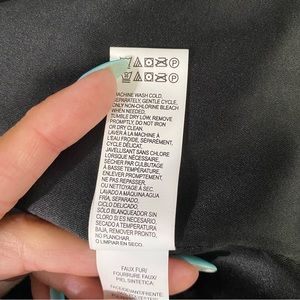 MACHINE WASH COLD,
SEPARATELY, GENTLE CYCLE,
ONLY NON-CHLORINE BLEACH
WHEN NEEDED,
TUMBLE DRY LOW, REMOVE
PROMPTLY, DO NOT IRON
OR DRY CLEAN.
LAVER À LA MACHINE À
L'EAU FROIDE, SÉPARÉMENT,
CYCLE DÉLICAT,
JAVELLISANT SANS CHLORE
LORSQUE NÉCESSAIRE,
SÉCHER PAR CULBUTAGE
À BASSE TEMPÉRATURE.
ENLEVER PROMPTEMENT,
NE PAS REPASSER
OU NETTOYAGE À SEC
LAVADO A MÁQUINA AGUA
FRÍA, SEPARADO,
CICLO DELICADO.
SÓLO BLANQUEADOR SIN
CLORO SI ES NECESARIO,
SECADO A TEMPERATURA
BAJA, REMOVER PRONTO.
NO PLANCHAR,
O LIMPIAR EN SECO.
FAUX FUR/
FOURRURE FAUX/
PIEL SINTETICA